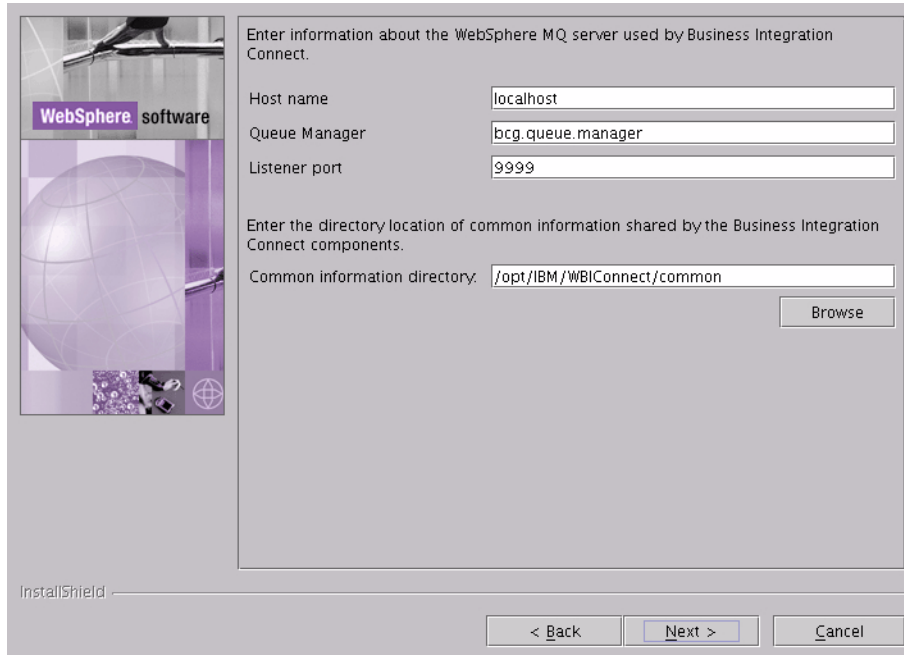 WebSphere software
Enter information about the WebSphere MQ server used by Business Integration
Connect.
Host name localhost
Queue Manager bcg.queue.manager
Listener port 9999
Enter the directory location of common information shared by the Business Integration
Connect components.
Common information directory: /opt/IBM/WBIConnect/common
Browse
InstallShield
< Back Next > Cancel